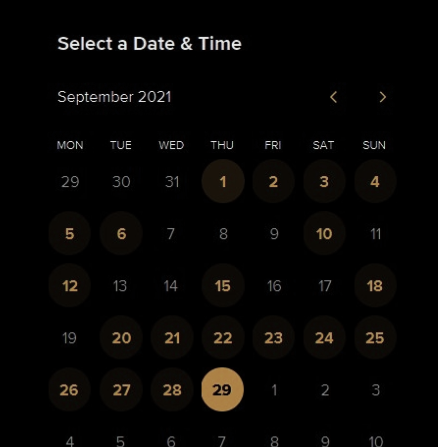 Select a Date & Time
September 2021
MON TUE WED THU FRI SAT SUN
29 30 31 1 2 3 4
5 6 7 8 9 10 11
12 13 14 15 16 17 18
19 20 21 22 23 24 25
26 27 28 29 1 2 3
4 5 6 7 8 9 10